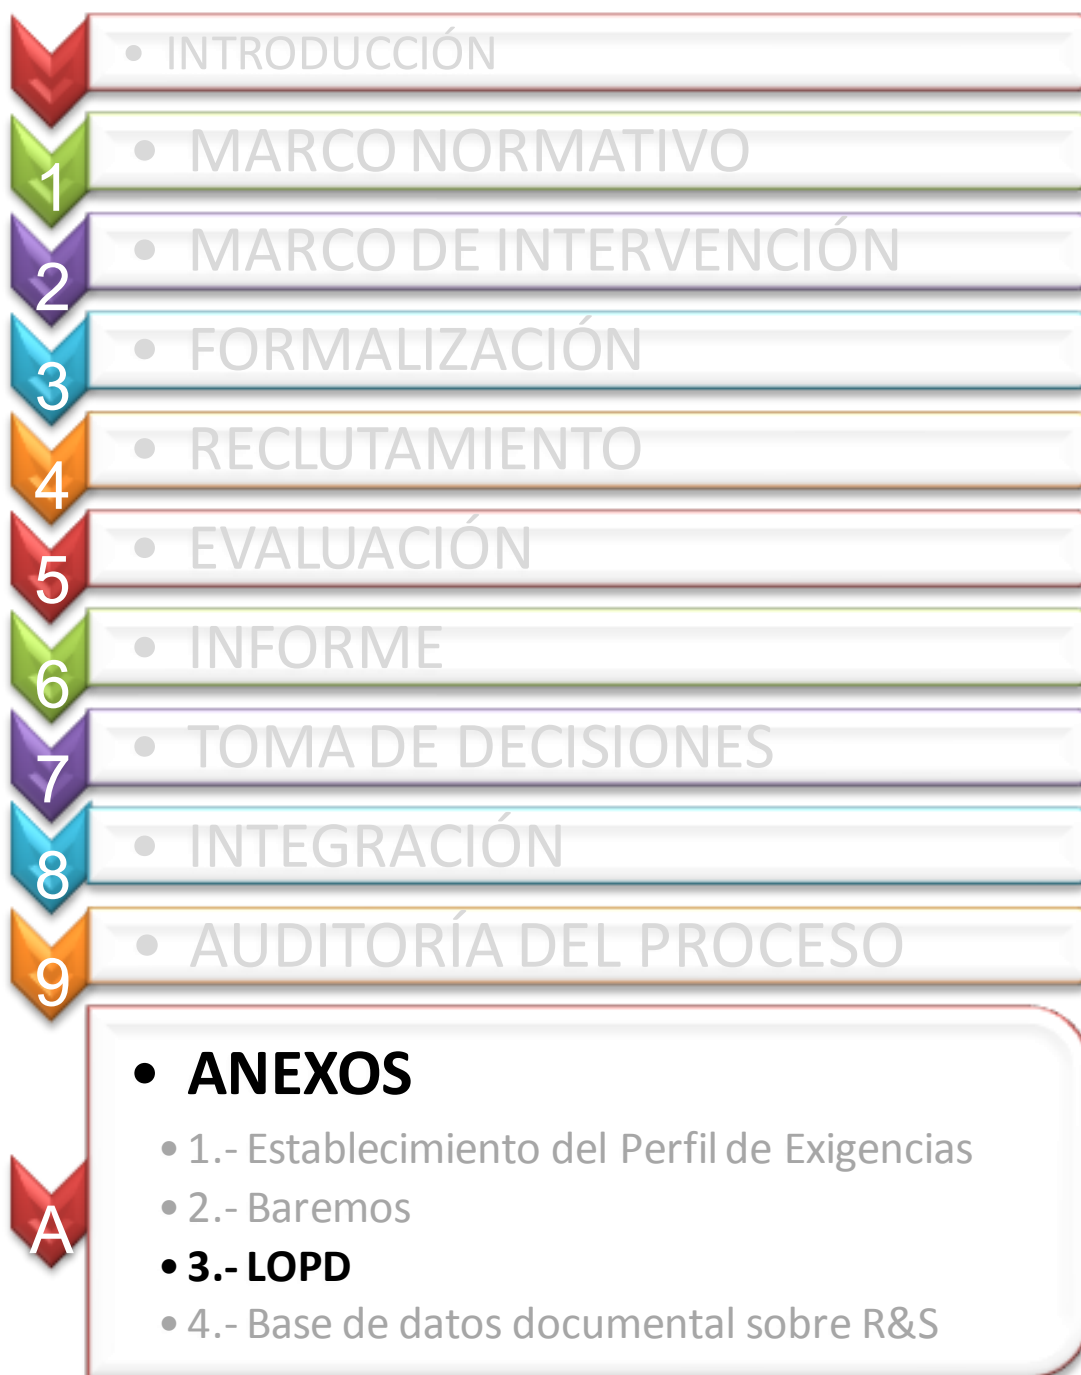 • INTRODUCCIÓN
1 • MARCO NORMATIVO
2 • MARCO DE INTERVENCIÓN
3 • FORMALIZACIÓN
4 • RECLUTAMIENTO
5 • EVALUACIÓN
6 • INFORME
7 • TOMA DE DECISIONES
8 • INTEGRACIÓN
9 • AUDITORÍA DEL PROCESO
• ANEXOS
• 1.- Establecimiento del Perfil de Exigencias
A • 2.- Baremos
• 3.- LOPD
• 4.- Base de datos documental sobre R&S